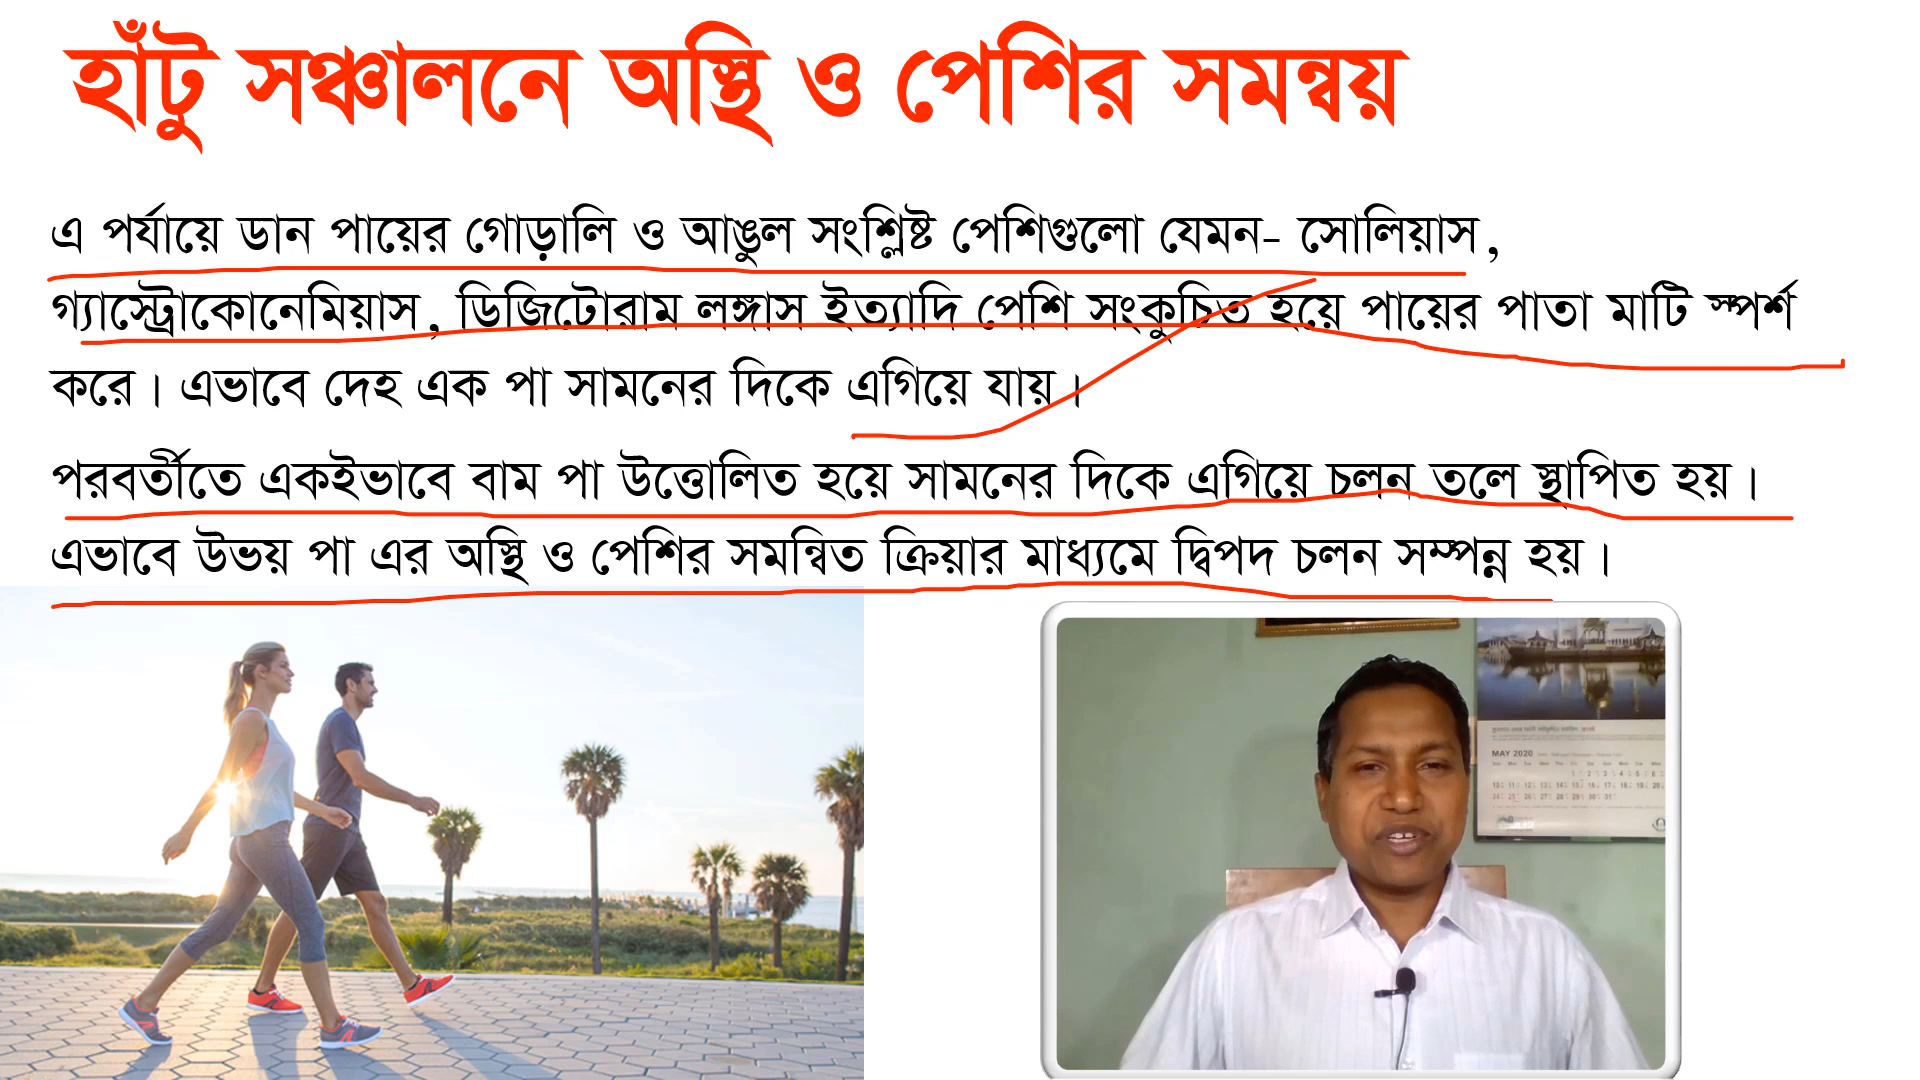 হাঁটু সঞ্চালনে অস্থি ও পেশির সমন্বয়
এ পর্যায়ে ডান পায়ের গোড়ালি ও আঙুল সংশ্লিষ্ট পেশিগুলো যেমন- সোলিয়াস,
গ্যাস্ট্রোকোনেমিয়াস, ডিজিটোরাম লঙ্গাস ইত্যাদি পেশি সংকুচিত হয়ে পায়ের পাতা মাটি স্পর্শ
করে। এভাবে দেহ এক পা সামনের দিকে এগিয়ে যায়।
পরবর্তীতে একইভাবে বাম পা উত্তোলিত হয়ে সামনের দিকে এগিয়ে চলন তলে স্থাপিত হয়।
এভাবে উভয় পা এর অস্থি ও পেশির সমন্বিত ক্রিয়ার মাধ্যমে দ্বিপদ চলন সম্পন্ন হয়।
MAY 2020